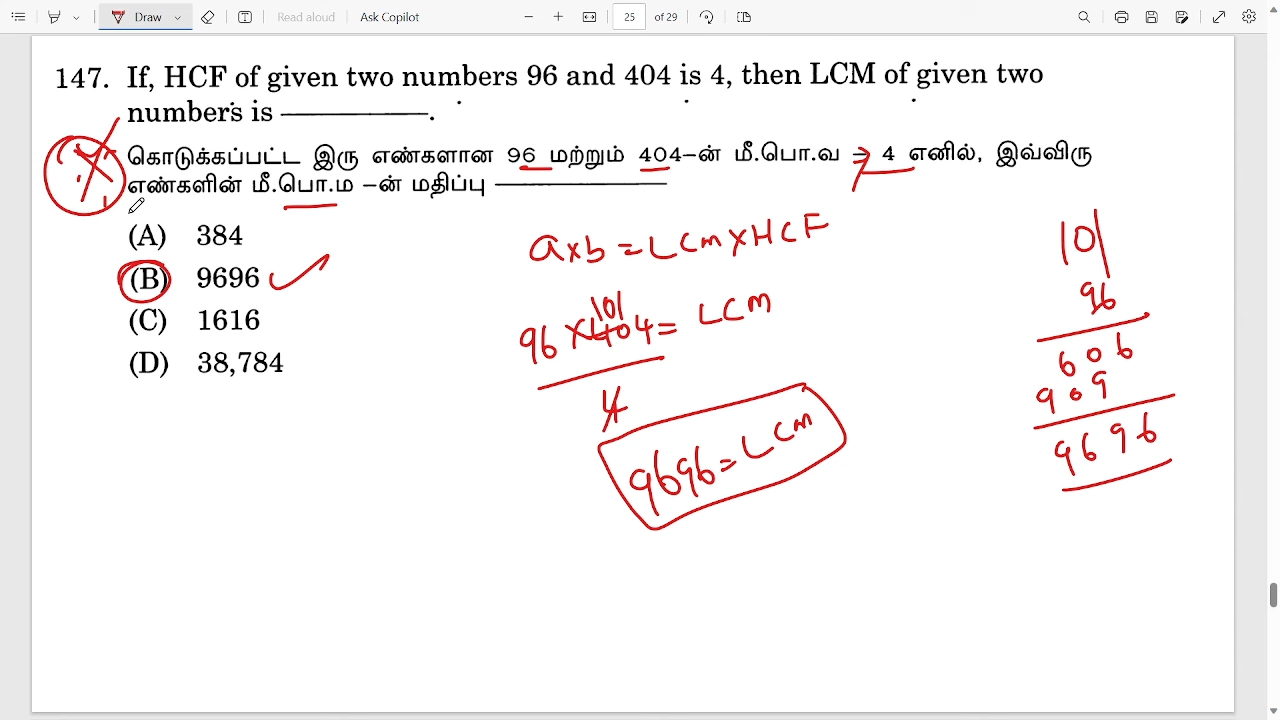 Draw
Read aloud
Ask Copilot
25
of 29
147. If, HCF of given two numbers 96 and 404 is 4, then LCM of given two
numbers is ————.
கொடுக்கப்பட்ட இரு எண்களான 96 மற்றும் 404-ன் மீ.பொ.வ = 4 எனில், இவ்விரு
எண்களின் மீ.பொ.ம -ன் மதிப்பு ————
(A) 384
(B) 9696
(C) 1616
(D) 38,784
a×b = LCM×HCF
101
96 ×404 = LCM
4
9696 = LCM
101
96
606
909
9696